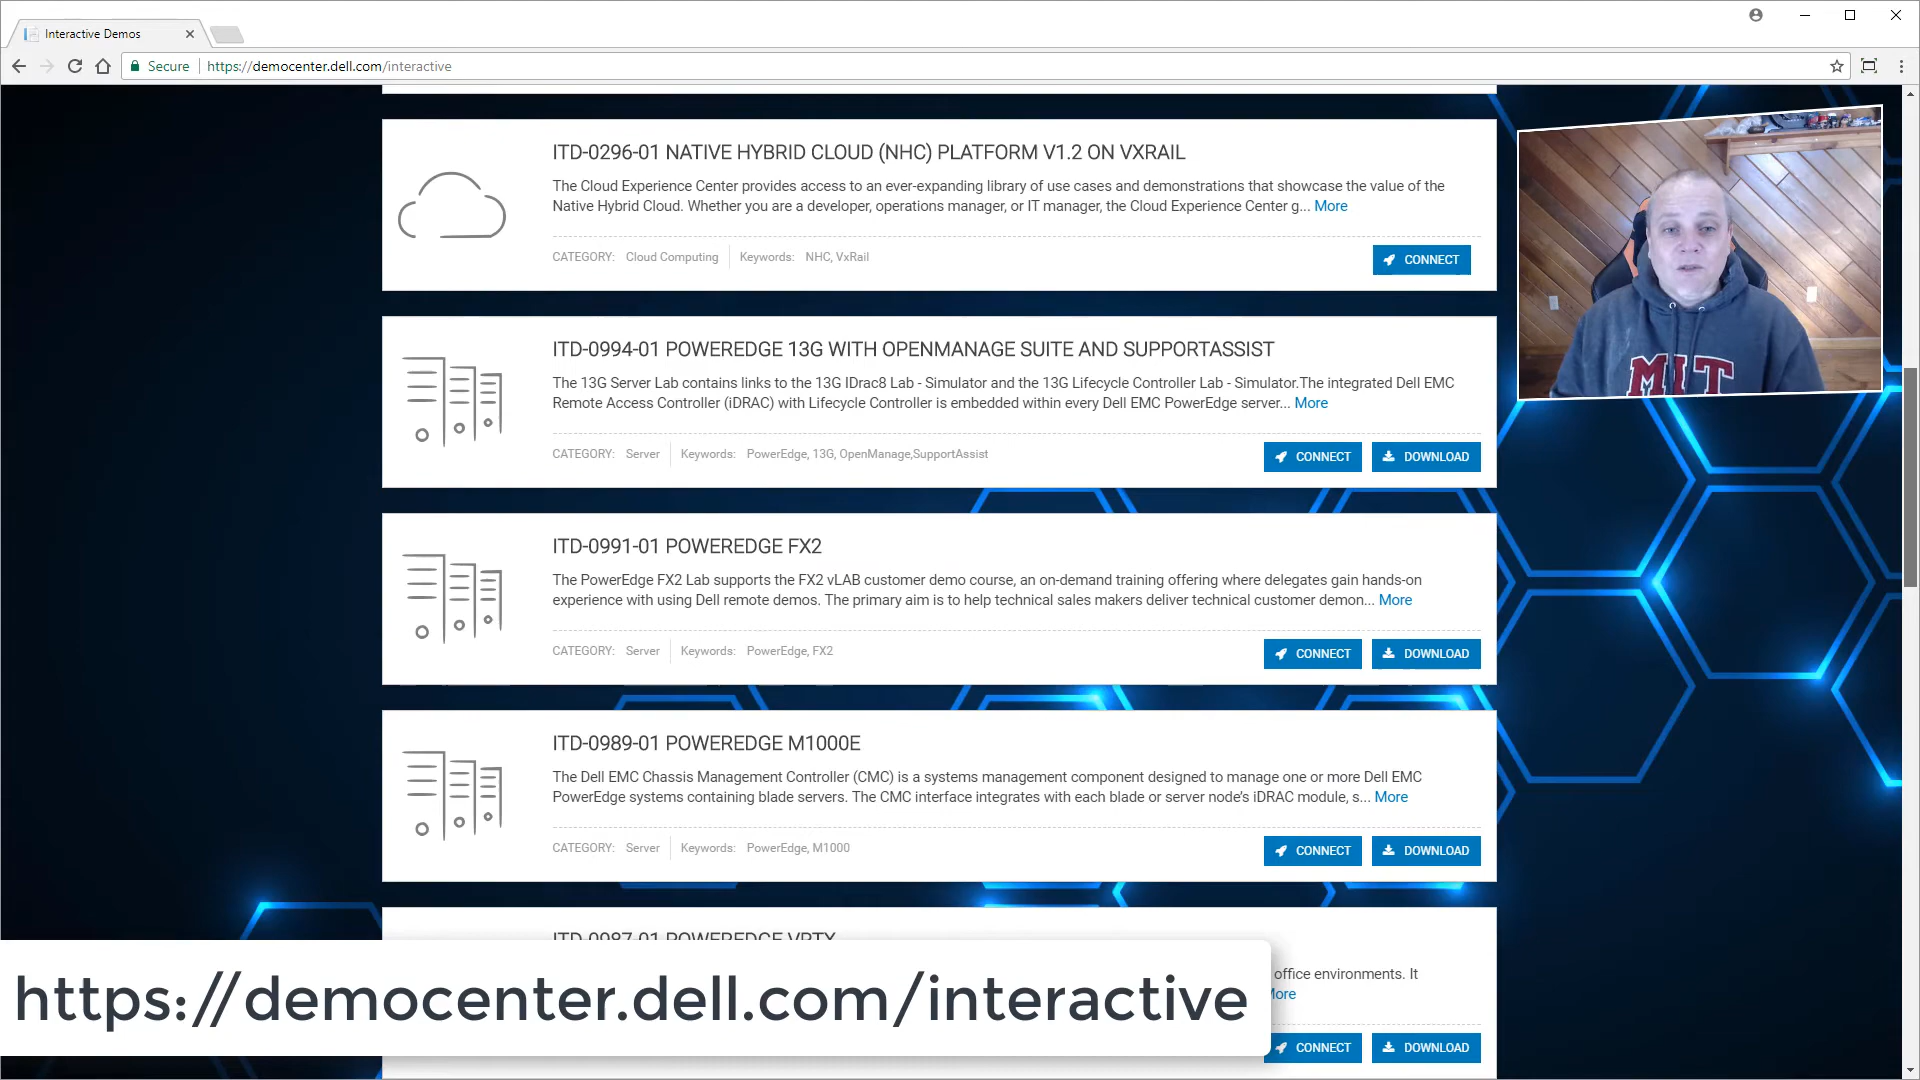 Interactive Demos
Secure https://democenter.dell.com/interactive
ITD-0296-01 NATIVE HYBRID CLOUD (NHC) PLATFORM V1.2 ON VXRAIL
The Cloud Experience Center provides access to an ever-expanding library of use cases and demonstrations that showcase the value of the
Native Hybrid Cloud. Whether you are a developer, operations manager, or IT manager, the Cloud Experience Center g... More
CATEGORY: Cloud Computing Keywords: NHC, VxRail
CONNECT
ITD-0994-01 POWEREDGE 13G WITH OPENMANAGE SUITE AND SUPPORTASSIST
The 13G Server Lab contains links to the 13G IDrac8 Lab - Simulator and the 13G Lifecycle Controller Lab - Simulator.The integrated Dell EMC
Remote Access Controller (iDRAC) with Lifecycle Controller is embedded within every Dell EMC PowerEdge server... More
CATEGORY: Server Keywords: PowerEdge, 13G, OpenManage,SupportAssist
CONNECT DOWNLOAD
ITD-0991-01 POWEREDGE FX2
The PowerEdge FX2 Lab supports the FX2 vLAB customer demo course, an on-demand training offering where delegates gain hands-on
experience with using Dell remote demos. The primary aim is to help technical sales makers deliver technical customer demon... More
CATEGORY: Server Keywords: PowerEdge, FX2
CONNECT DOWNLOAD
ITD-0989-01 POWEREDGE M1000E
The Dell EMC Chassis Management Controller (CMC) is a systems management component designed to manage one or more Dell EMC
PowerEdge systems containing blade servers. The CMC interface integrates with each blade or server node's iDRAC module, s... More
CATEGORY: Server Keywords: PowerEdge, M1000
CONNECT DOWNLOAD
ITD-0987-01 POWEREDGE VRTX
office environments. It
More
CONNECT DOWNLOAD
https://democenter.dell.com/interactive
MIT